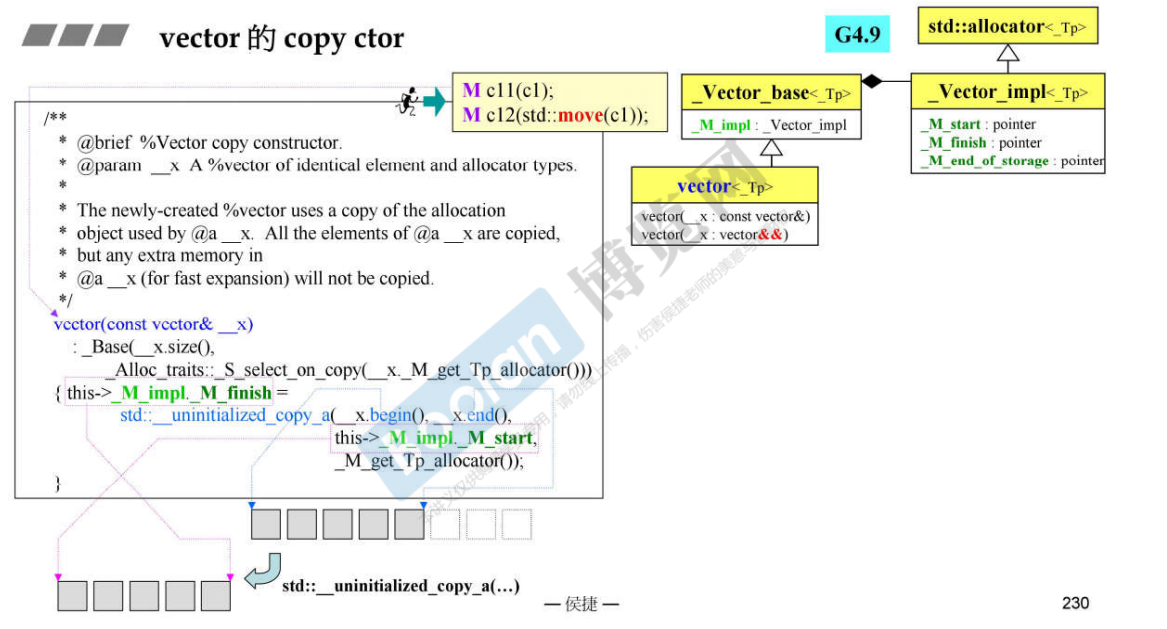 vector 的 copy ctor
G4.9
std::allocator<_Tp>
M c11(c1);
M c12(std::move(c1));
_Vector_base<_Tp>
_M_impl : _Vector_impl
_Vector_impl<_Tp>
_M_start : pointer
_M_finish : pointer
_M_end_of_storage : pointer
vector<_Tp>
vector(__x : const vector&)
vector(__x : vector&&)
/**
* @brief %Vector copy constructor.
* @param __x A %vector of identical element and allocator types.
*
* The newly-created %vector uses a copy of the allocation
* object used by @a __x. All the elements of @a __x are copied,
* but any extra memory in
* @a __x (for fast expansion) will not be copied.
*/
vector(const vector& __x)
: _Base(__x.size(),
_Alloc_traits::_S_select_on_copy(__x._M_get_Tp_allocator()))
{ this->_M_impl._M_finish =
std::__uninitialized_copy_a(__x.begin(), __x.end(),
this->_M_impl._M_start,
_M_get_Tp_allocator());
}
std::__uninitialized_copy_a(…)
— 侯捷 —
230
boolan
博览网